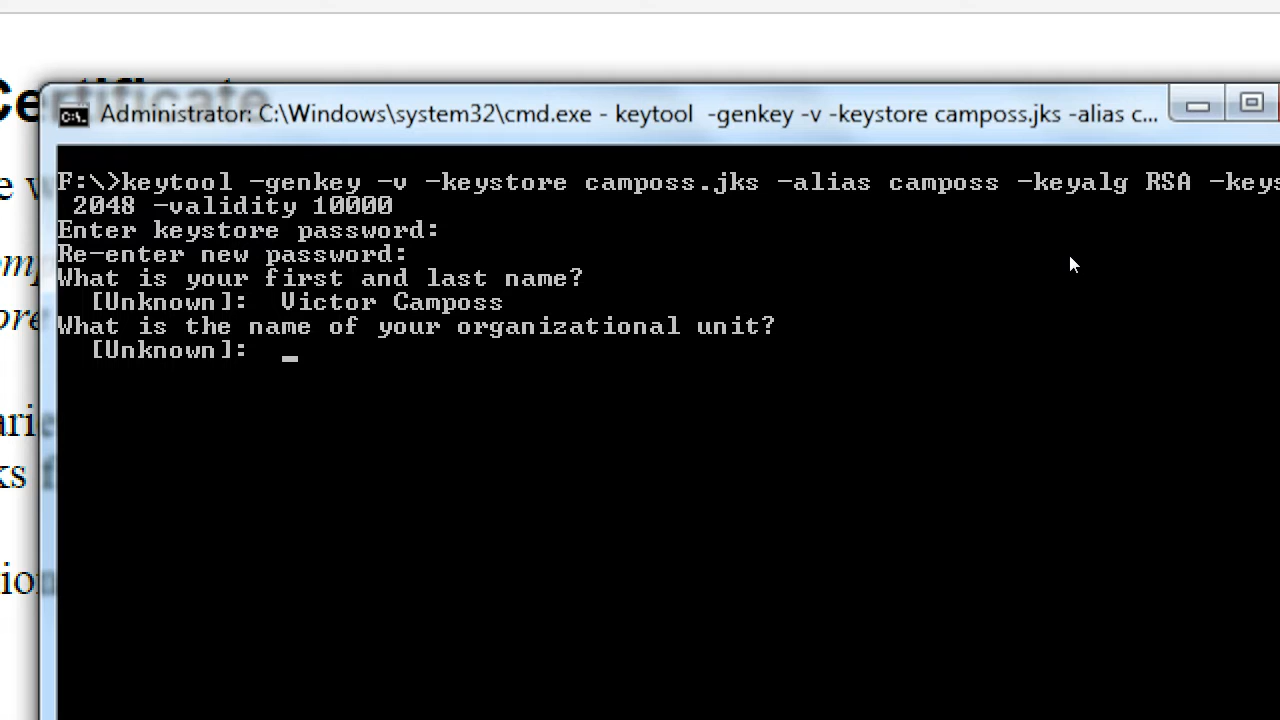 Certificate
Administrator: C:\Windows\system32\cmd.exe - keytool  -genkey -v -keystore camposs.jks -alias c...
F:\>keytool -genkey -v -keystore camposs.jks -alias camposs -keyalg RSA -keys
2048 -validity 10000
Enter keystore password:
Re-enter new password:
What is your first and last name?
[Unknown]:  Victor Camposs
What is the name of your organizational unit?
[Unknown]:  _